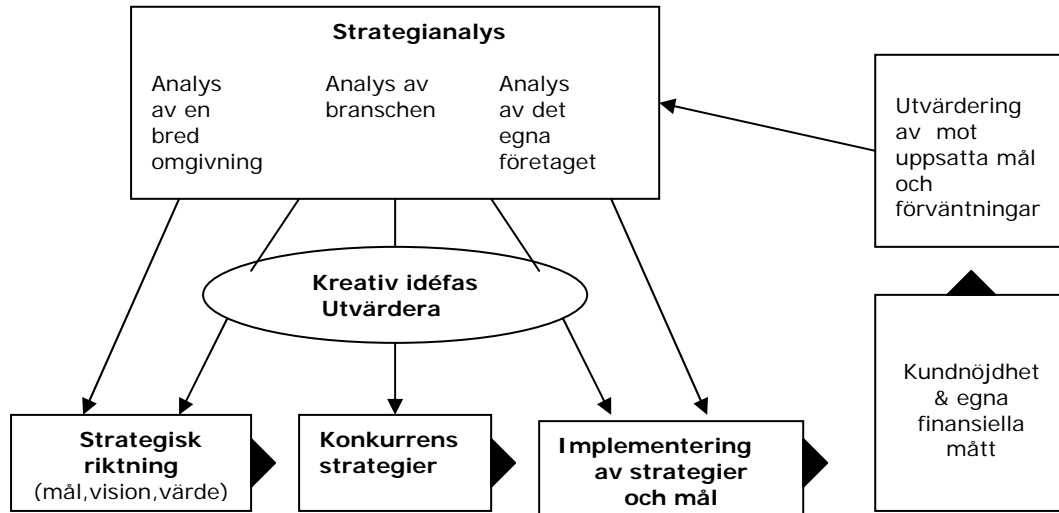 Strategianalys
Analys
av en
bred
omgivning
Analys av
branschen
Analys
av det
egna
företaget
Utvärdering
av  mot
uppsatta mål
och
förväntningar
Kreativ idéfas
Utvärdera
Kundnöjdhet
& egna
finansiella
mått
Strategisk
riktning
(mål,vision,värde)
Konkurrens
strategier
Implementering
av strategier
och mål